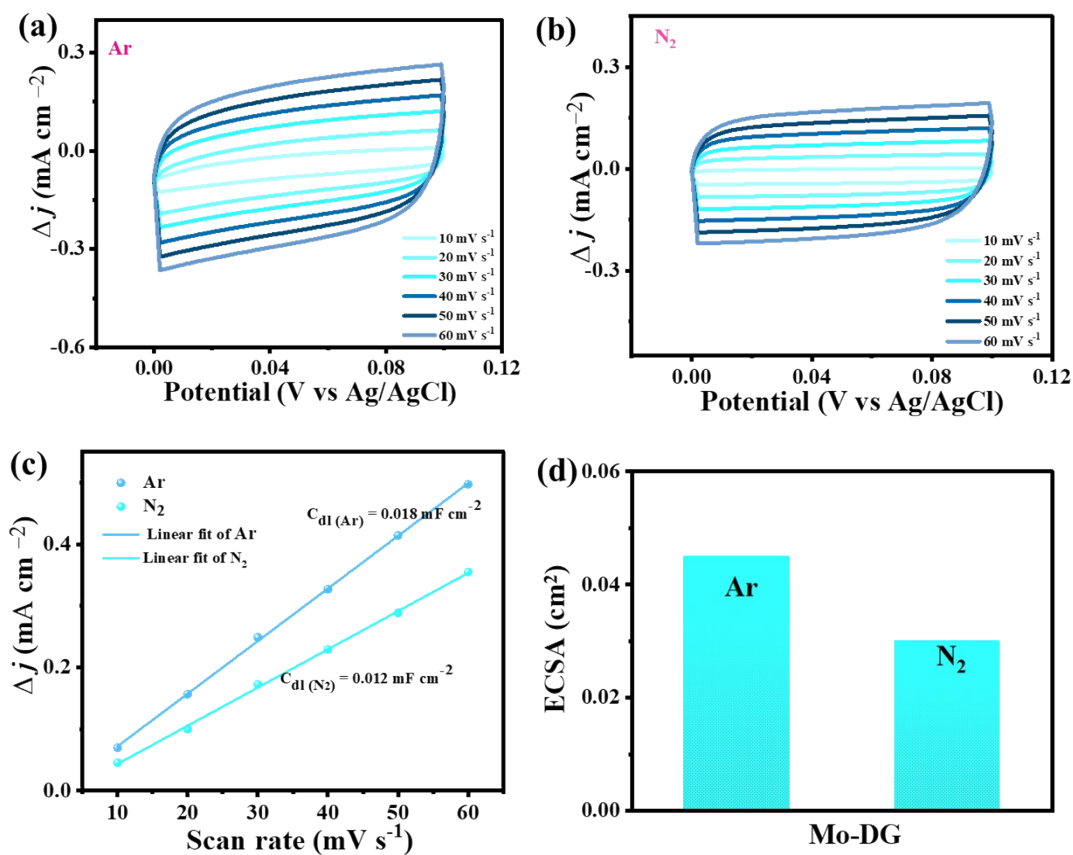 (a)
Ar
Δ j (mA cm −2)
0.3
0.0
-0.3
-0.6
10 mV s-1
20 mV s-1
30 mV s-1
40 mV s-1
50 mV s-1
60 mV s-1
0.00
0.04
0.08
0.12
Potential (V vs Ag/AgCl)
(b)
N2
Δ j (mA cm−2)
0.3
0.0
-0.3
10 mV s-1
20 mV s-1
30 mV s-1
40 mV s-1
50 mV s-1
60 mV s-1
0.00
0.04
0.08
0.12
Potential (V vs Ag/AgCl)
(c)
Δ j (mA cm −2)
0.4
0.2
0.0
Ar
N2
Linear fit of Ar
Linear fit of N2
Cdl (Ar) = 0.018 mF cm-2
Cdl (N2) = 0.012 mF cm-2
10
20
30
40
50
60
Scan rate (mV s-1)
(d)
ECSA (cm²)
0.06
0.04
0.02
0.00
Ar
N2
Mo-DG